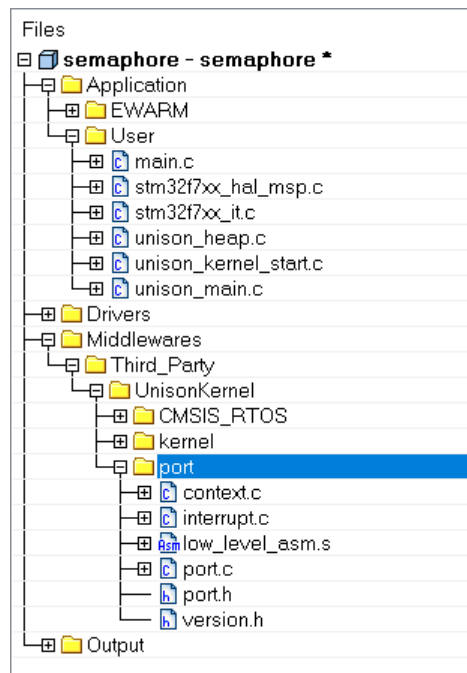 Files
semaphore - semaphore *
Application
EWARM
User
main.c
stm32f7xx_hal_msp.c
stm32f7xx_it.c
unison_heap.c
unison_kernel_start.c
unison_main.c
Drivers
Middlewares
Third_Party
UnisonKernel
CMSIS_RTOS
kernel
port
context.c
interrupt.c
low_level_asm.s
port.c
port.h
version.h
Output